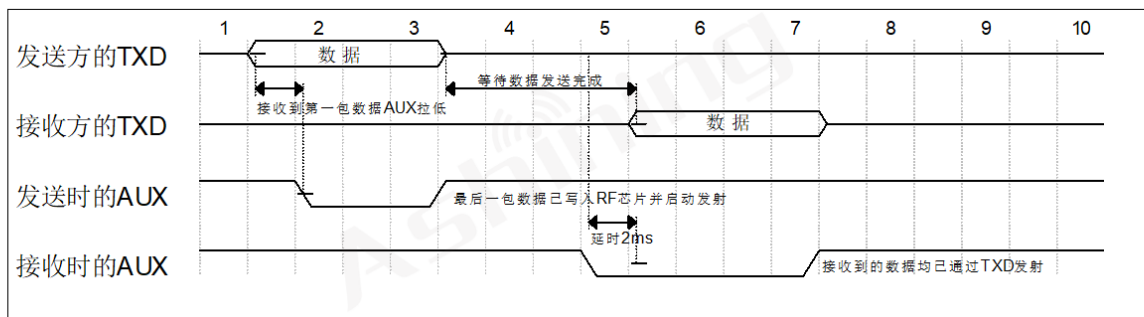 1 2 3 4 5 6 7 8 9 10
发送方的TXD
数据
等待数据发送完成
接收到第一包数据AUX拉低
接收方的TXD
数据
发送时的AUX
最后一包数据已写入RF芯片并启动发射
延时2ms
接收时的AUX
接收到的数据均已通过TXD发射
Ashining